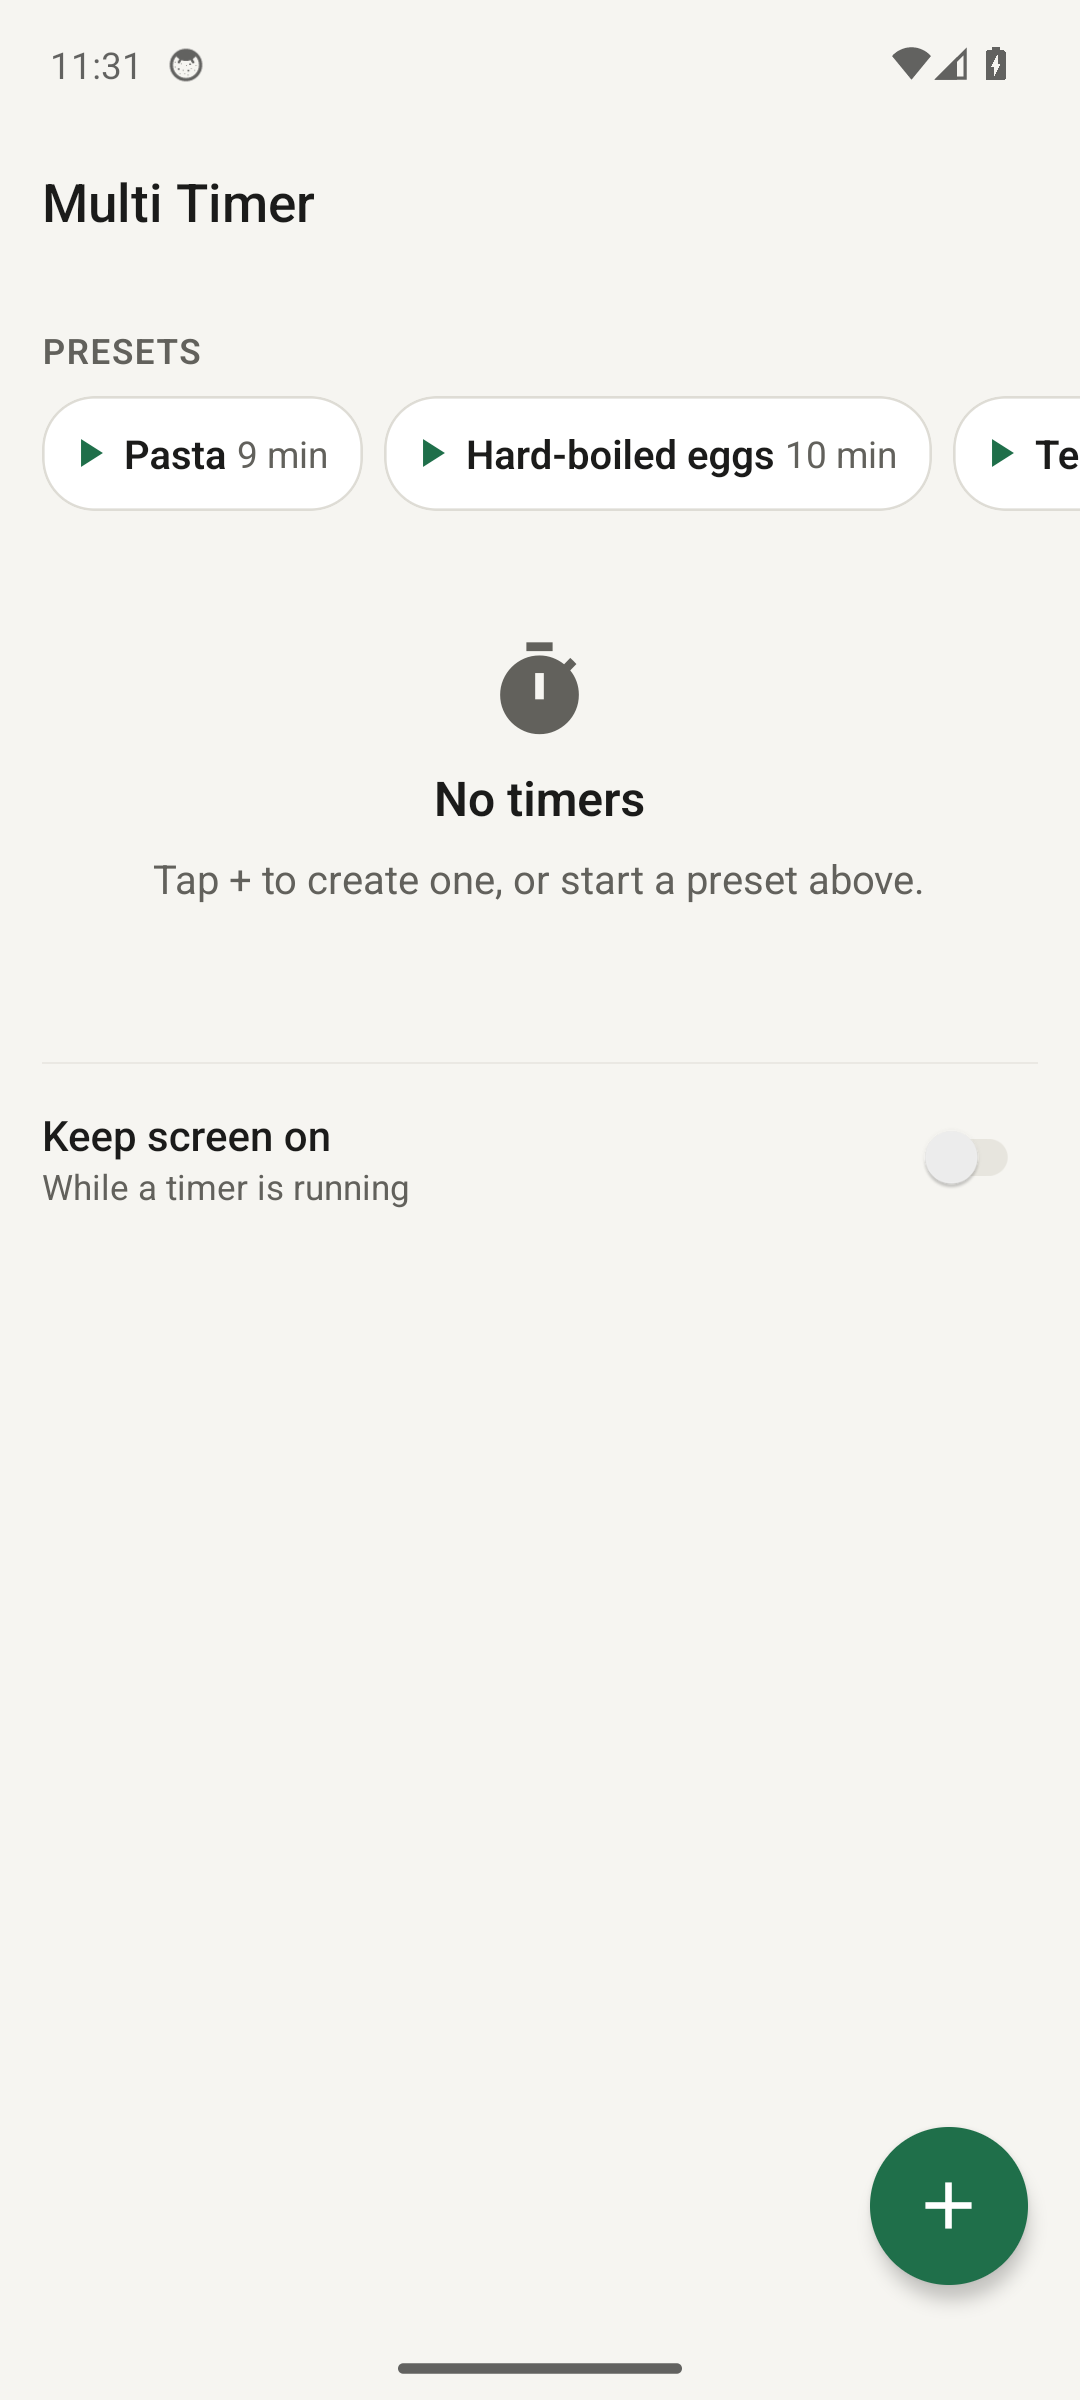 11:31
Multi Timer
PRESETS
Pasta 9 min
Hard-boiled eggs 10 min
Te
No timers
Tap + to create one, or start a preset above.
Keep screen on
While a timer is running